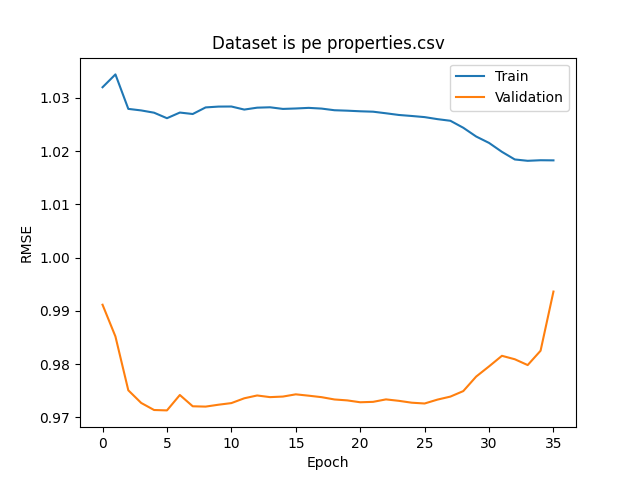 Dataset is pe properties.csv
Train
Validation
1.03
1.02
1.01
1.00
0.99
0.98
0.97
RMSE
0 5 10 15 20 25 30 35
Epoch